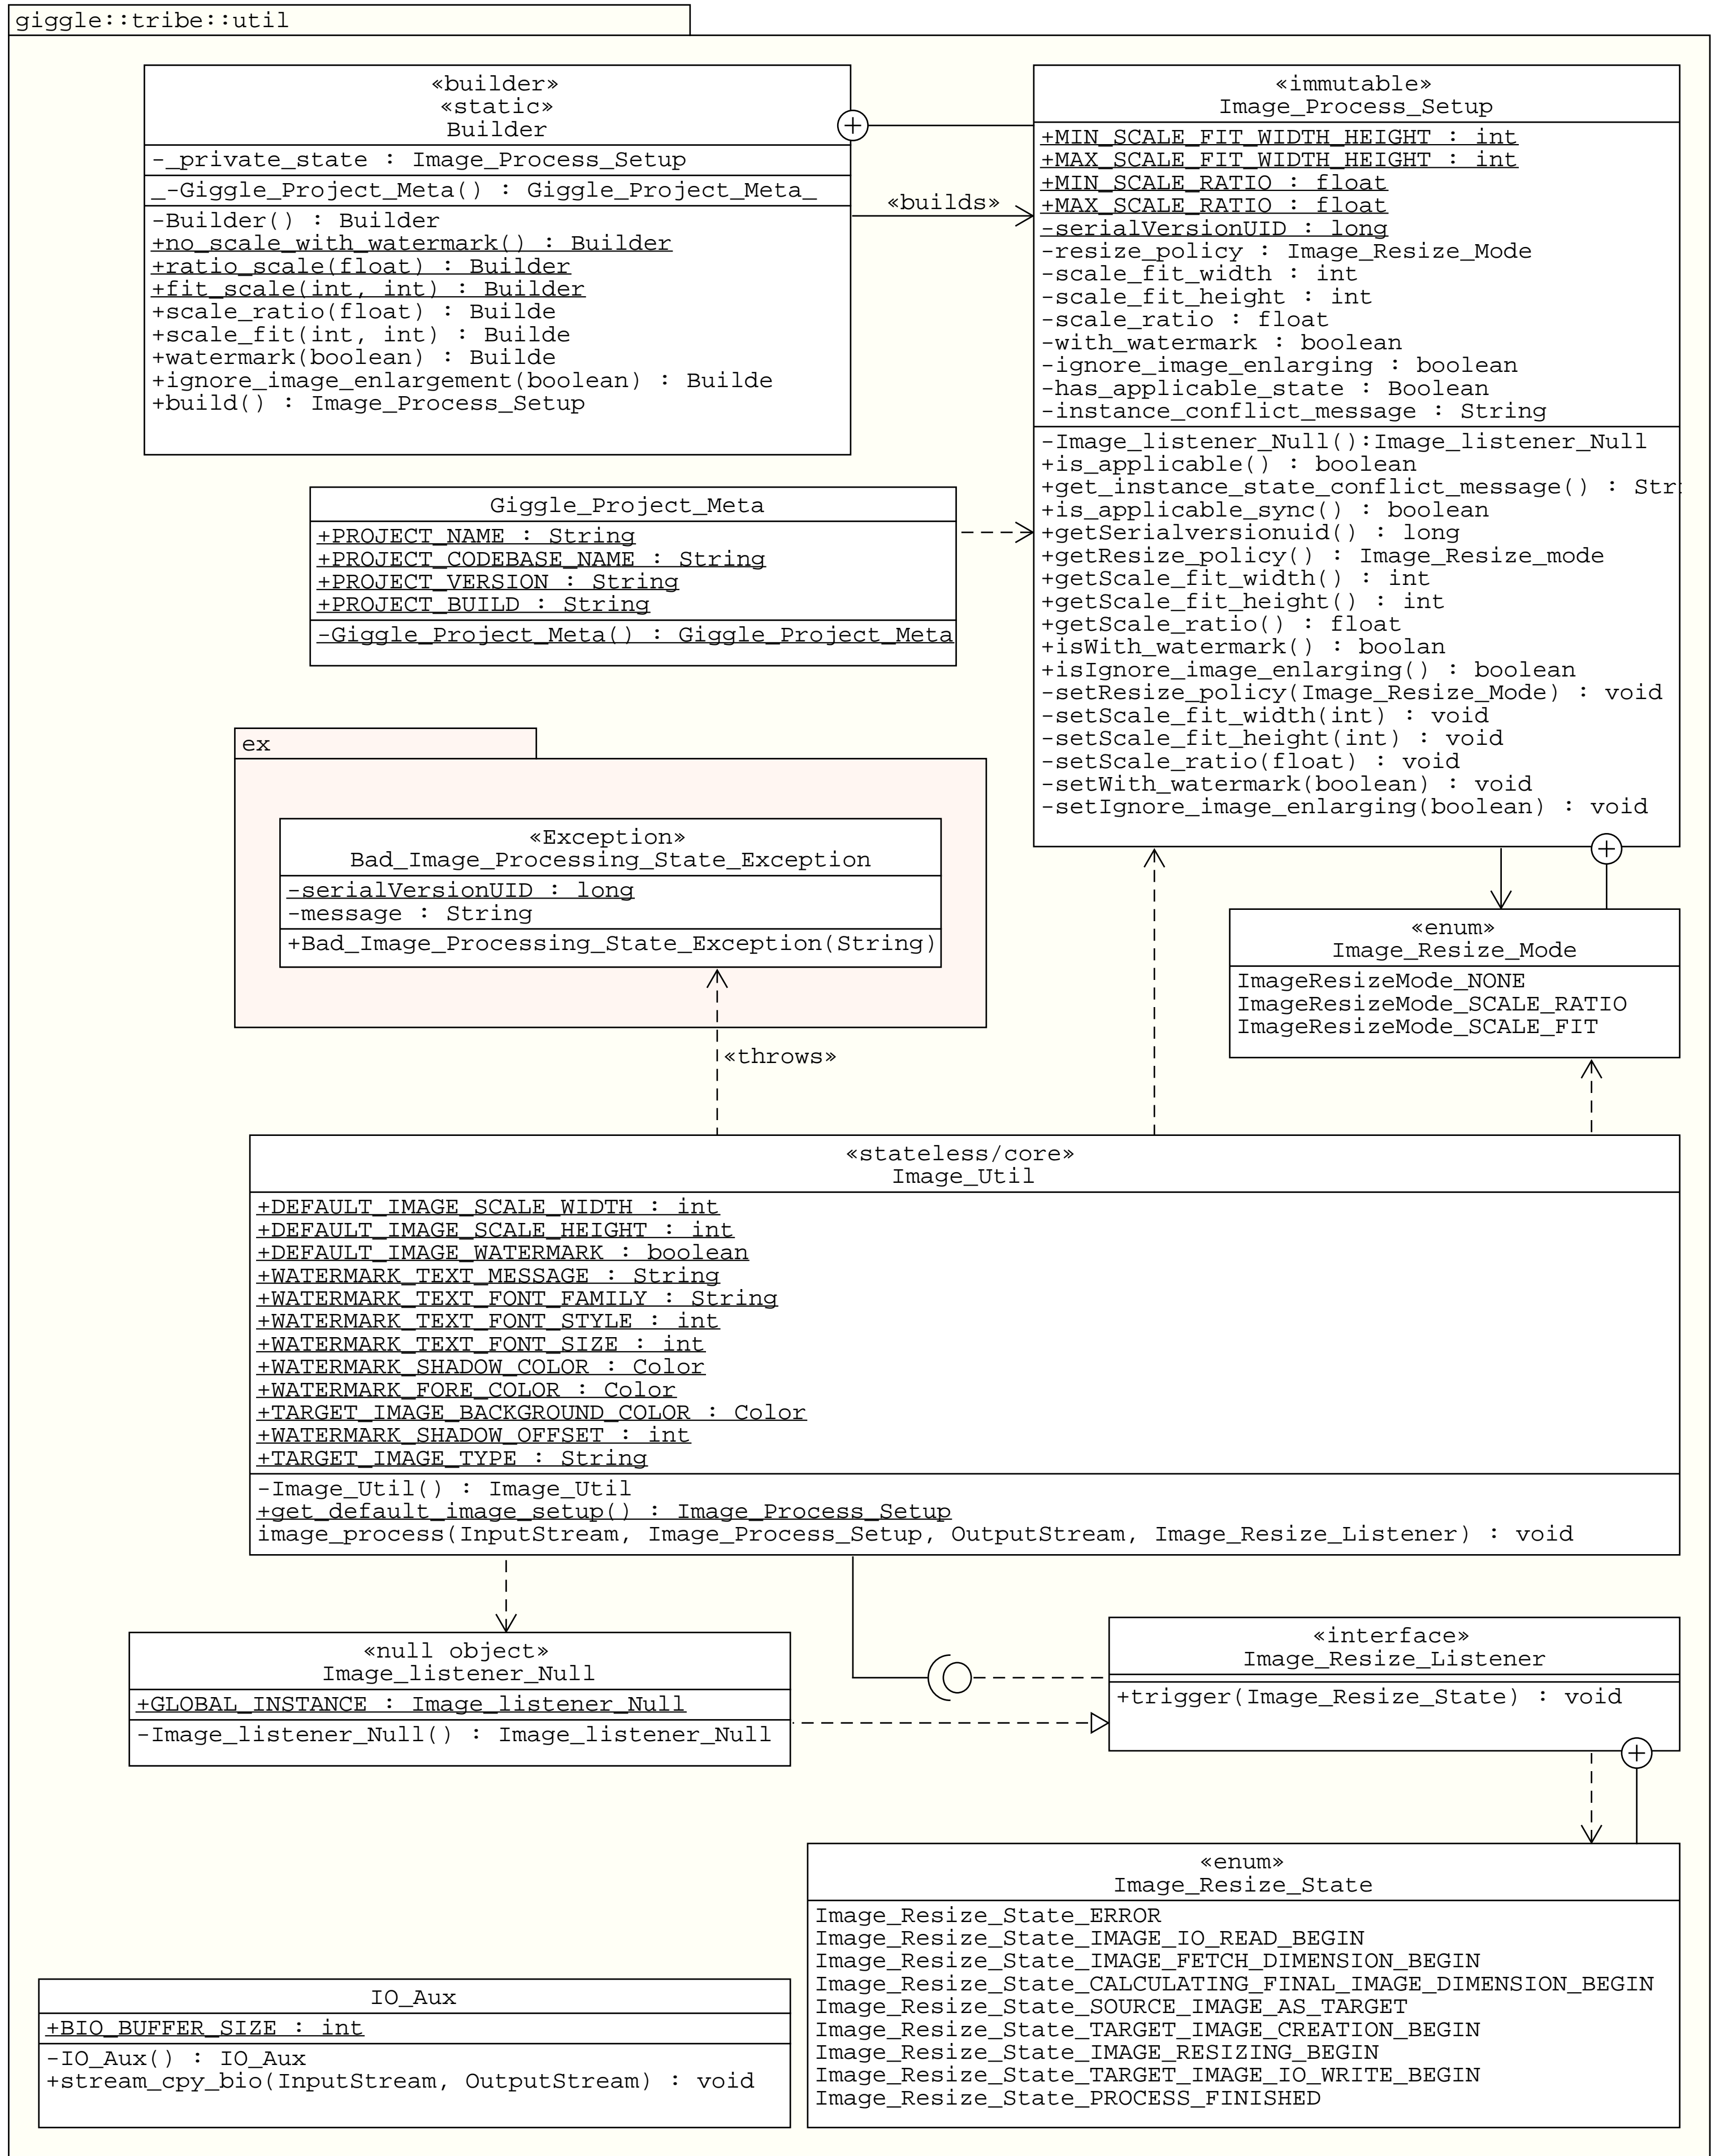 giggle::tribe::util
«builder»
«static»
Builder
-_private_state : Image_Process_Setup
_-Giggle_Project_Meta() : Giggle_Project_Meta_
-Builder() : Builder
+no_scale_with_watermark() : Builder
+ratio_scale(float) : Builder
+fit_scale(int, int) : Builder
+scale_ratio(float) : Builde
+scale_fit(int, int) : Builde
+watermark(boolean) : Builde
+ignore_image_enlargement(boolean) : Builde
+build() : Image_Process_Setup
«builds»
«immutable»
Image_Process_Setup
+MIN_SCALE_FIT_WIDTH_HEIGHT : int
+MAX_SCALE_FIT_WIDTH_HEIGHT : int
+MIN_SCALE_RATIO : float
+MAX_SCALE_RATIO : float
-serialVersionUID : long
-resize_policy : Image_Resize_Mode
-scale_fit_width : int
-scale_fit_height : int
-scale_ratio : float
-with_watermark : boolean
-ignore_image_enlarging : boolean
-has_applicable_state : Boolean
-instance_conflict_message : String
-Image_listener_Null():Image_listener_Null
+is_applicable() : boolean
+get_instance_state_conflict_message() : Stri
+is_applicable_sync() : boolean
+getSerialversionuid() : long
+getResize_policy() : Image_Resize_mode
+getScale_fit_width() : int
+getScale_fit_height() : int
+getScale_ratio() : float
+isWith_watermark() : boolan
+isIgnore_image_enlarging() : boolean
-setResize_policy(Image_Resize_Mode) : void
-setScale_fit_width(int) : void
-setScale_fit_height(int) : void
-setScale_ratio(float) : void
-setWith_watermark(boolean) : void
-setIgnore_image_enlarging(boolean) : void
Giggle_Project_Meta
+PROJECT_NAME : String
+PROJECT_CODEBASE_NAME : String
+PROJECT_VERSION : String
+PROJECT_BUILD : String
-Giggle_Project_Meta() : Giggle_Project_Meta
ex
«Exception»
Bad_Image_Processing_State_Exception
-serialVersionUID : long
-message : String
+Bad_Image_Processing_State_Exception(String)
«throws»
«enum»
Image_Resize_Mode
ImageResizeMode_NONE
ImageResizeMode_SCALE_RATIO
ImageResizeMode_SCALE_FIT
«stateless/core»
Image_Util
+DEFAULT_IMAGE_SCALE_WIDTH : int
+DEFAULT_IMAGE_SCALE_HEIGHT : int
+DEFAULT_IMAGE_WATERMARK : boolean
+WATERMARK_TEXT_MESSAGE : String
+WATERMARK_TEXT_FONT_FAMILY : String
+WATERMARK_TEXT_FONT_STYLE : int
+WATERMARK_TEXT_FONT_SIZE : int
+WATERMARK_SHADOW_COLOR : Color
+WATERMARK_FORE_COLOR : Color
+TARGET_IMAGE_BACKGROUND_COLOR : Color
+WATERMARK_SHADOW_OFFSET : int
+TARGET_IMAGE_TYPE : String
-Image_Util() : Image_Util
+get_default_image_setup() : Image_Process_Setup
image_process(InputStream, Image_Process_Setup, OutputStream, Image_Resize_Listener) : void
«null object»
Image_listener_Null
+GLOBAL_INSTANCE : Image_listener_Null
-Image_listener_Null() : Image_listener_Null
«interface»
Image_Resize_Listener
+trigger(Image_Resize_State) : void
«enum»
Image_Resize_State
Image_Resize_State_ERROR
Image_Resize_State_IMAGE_IO_READ_BEGIN
Image_Resize_State_IMAGE_FETCH_DIMENSION_BEGIN
Image_Resize_State_CALCULATING_FINAL_IMAGE_DIMENSION_BEGIN
Image_Resize_State_SOURCE_IMAGE_AS_TARGET
Image_Resize_State_TARGET_IMAGE_CREATION_BEGIN
Image_Resize_State_IMAGE_RESIZING_BEGIN
Image_Resize_State_TARGET_IMAGE_IO_WRITE_BEGIN
Image_Resize_State_PROCESS_FINISHED
IO_Aux
+BIO_BUFFER_SIZE : int
-IO_Aux() : IO_Aux
+stream_cpy_bio(InputStream, OutputStream) : void